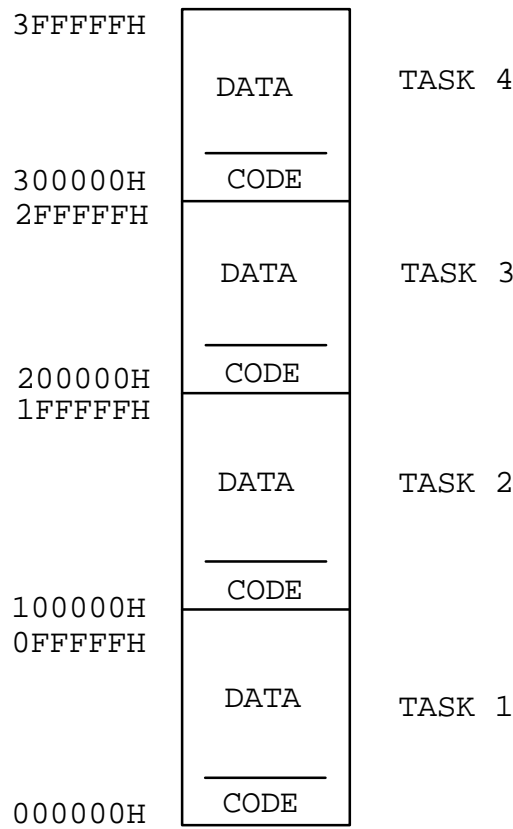 3FFFFFH
DATA TASK 4
300000H CODE
2FFFFFH
DATA TASK 3
200000H CODE
1FFFFFH
DATA TASK 2
100000H CODE
0FFFFFH
DATA TASK 1
000000H CODE